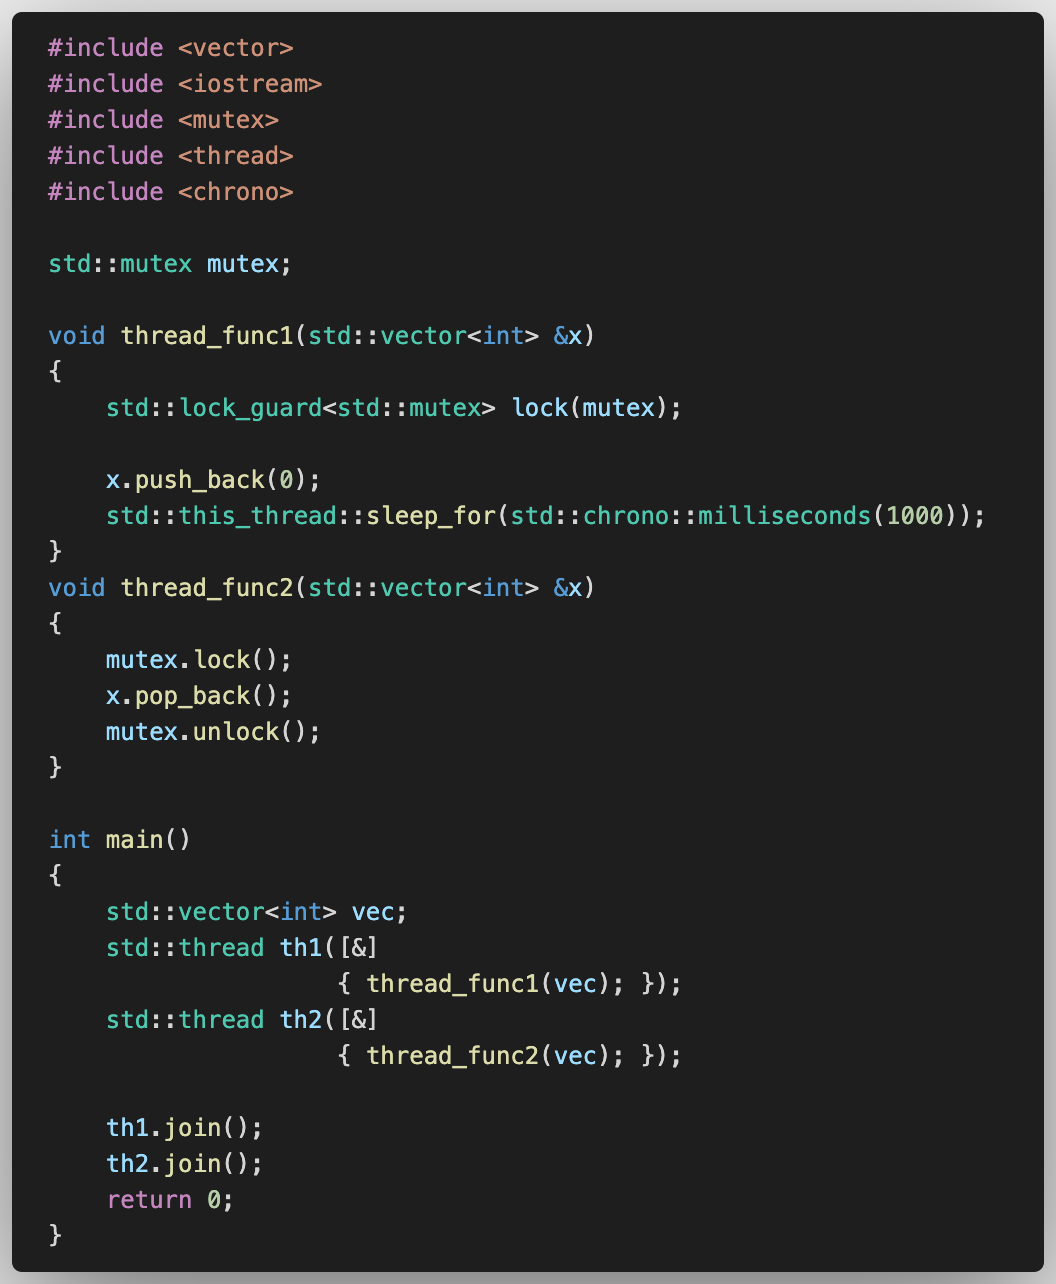 #include <vector>
#include <iostream>
#include <mutex>
#include <thread>
#include <chrono>

std::mutex mutex;

void thread_func1(std::vector<int> &x)
{
    std::lock_guard<std::mutex> lock(mutex);

    x.push_back(0);
    std::this_thread::sleep_for(std::chrono::milliseconds(1000));
}
void thread_func2(std::vector<int> &x)
{
    mutex.lock();
    x.pop_back();
    mutex.unlock();
}

int main()
{
    std::vector<int> vec;
    std::thread th1([&]
                    { thread_func1(vec); });
    std::thread th2([&]
                    { thread_func2(vec); });

    th1.join();
    th2.join();
    return 0;
}